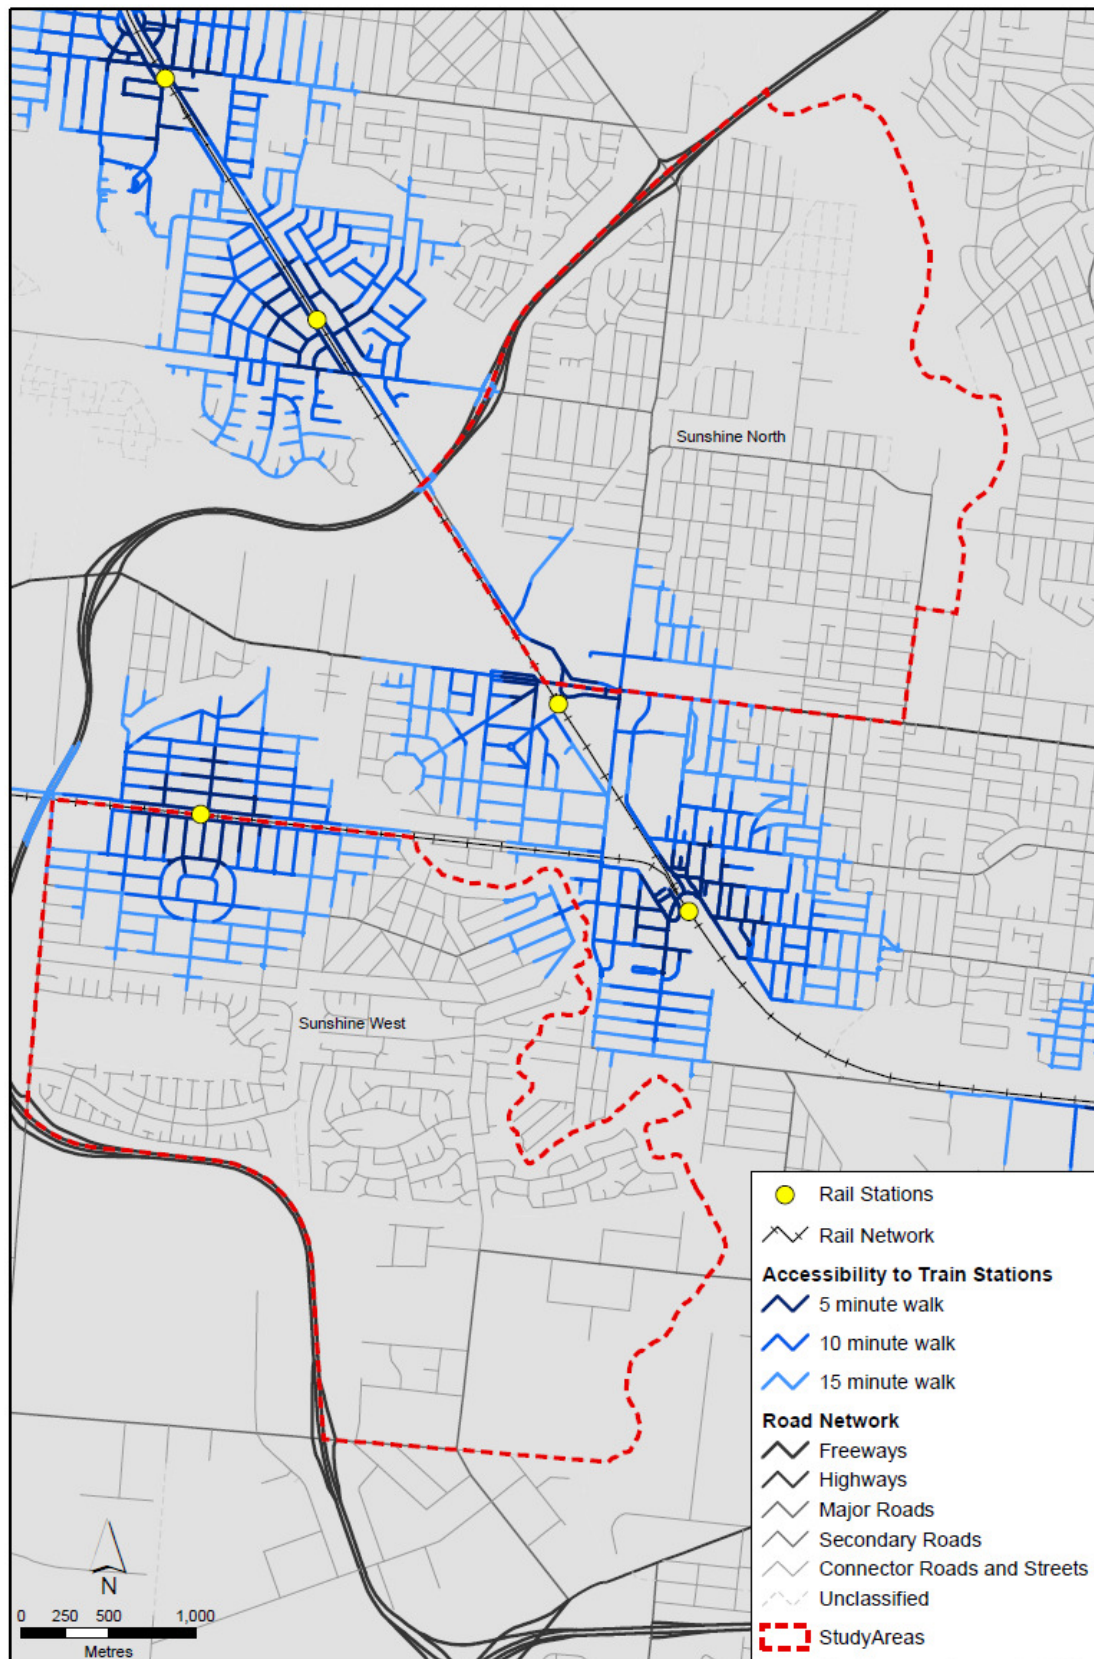 Sunshine North
Sunshine West
Rail Stations
Rail Network
Accessibility to Train Stations
5 minute walk
10 minute walk
15 minute walk
Road Network
Freeways
Highways
Major Roads
Secondary Roads
Connector Roads and Streets
Unclassified
StudyAreas
N
0 250 500 1,000
Metres